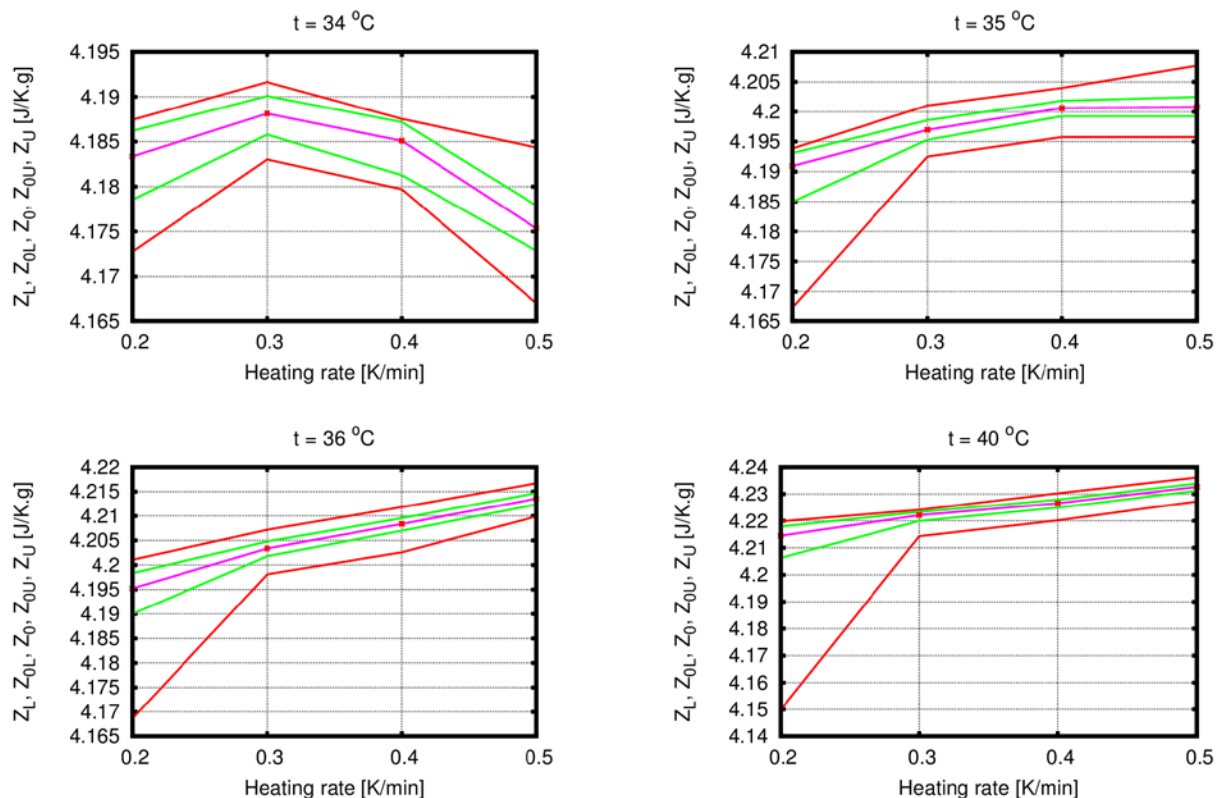 t = 34 °C
4.195
4.19
4.185
4.18
4.175
4.17
4.165
Z_L, Z_0L, Z_0, Z_0U, Z_U [J/K.g]
0.2 0.3 0.4 0.5
Heating rate [K/min]
t = 35 °C
4.21
4.205
4.2
4.195
4.19
4.185
4.18
4.175
4.17
4.165
Z_L, Z_0L, Z_0, Z_0U, Z_U [J/K.g]
0.2 0.3 0.4 0.5
Heating rate [K/min]
t = 36 °C
4.22
4.215
4.21
4.205
4.2
4.195
4.19
4.185
4.18
4.175
4.17
4.165
Z_L, Z_0L, Z_0, Z_0U, Z_U [J/K.g]
0.2 0.3 0.4 0.5
Heating rate [K/min]
t = 40 °C
4.24
4.23
4.22
4.21
4.2
4.19
4.18
4.17
4.16
4.15
4.14
Z_L, Z_0L, Z_0, Z_0U, Z_U [J/K.g]
0.2 0.3 0.4 0.5
Heating rate [K/min]